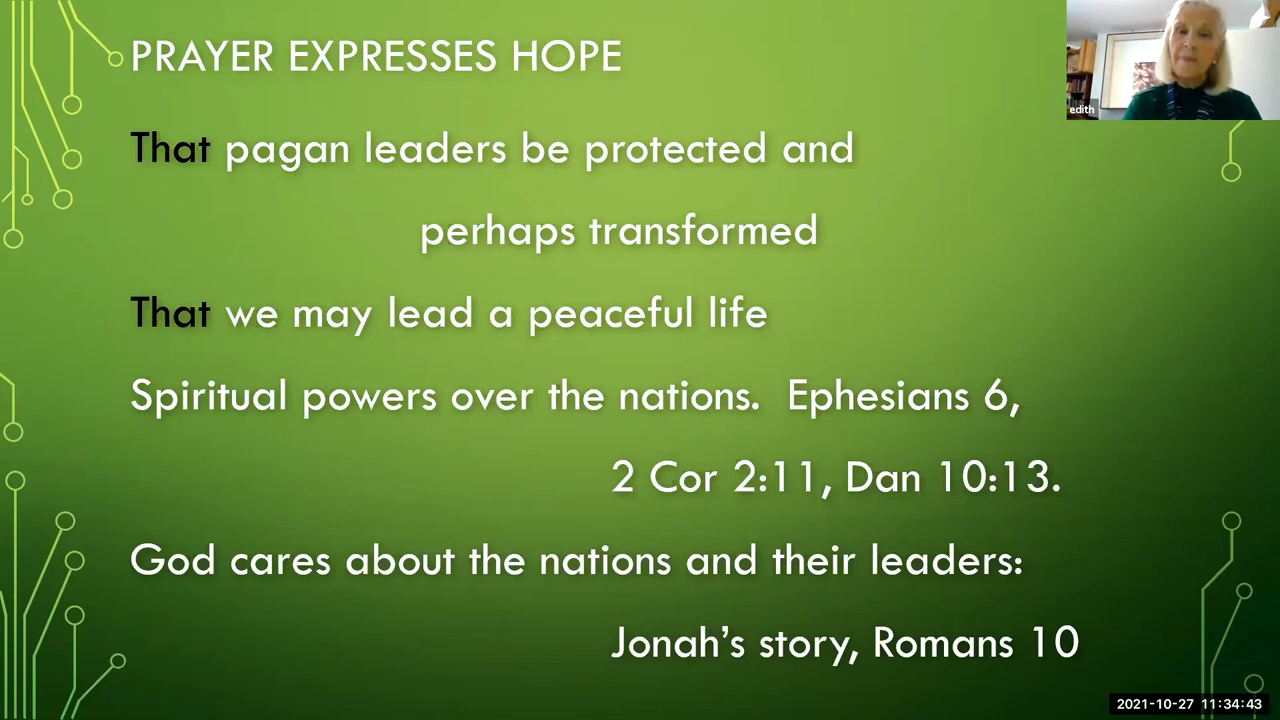 PRAYER EXPRESSES HOPE
edith
That pagan leaders be protected and
perhaps transformed
That we may lead a peaceful life
Spiritual powers over the nations.  Ephesians 6,
2 Cor 2:11, Dan 10:13.
God cares about the nations and their leaders:
Jonah’s story, Romans 10
2021-10-27 11:34:43